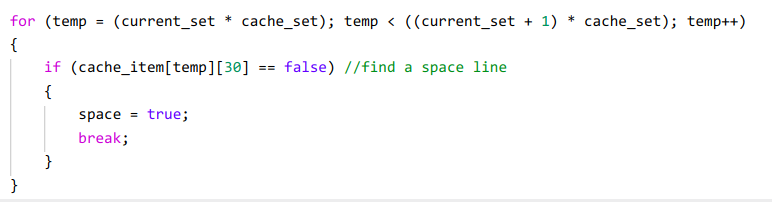 for (temp = (current_set * cache_set); temp < ((current_set + 1) * cache_set); temp++)
{
    if (cache_item[temp][30] == false) //find a space line
    {
        space = true;
        break;
    }
}